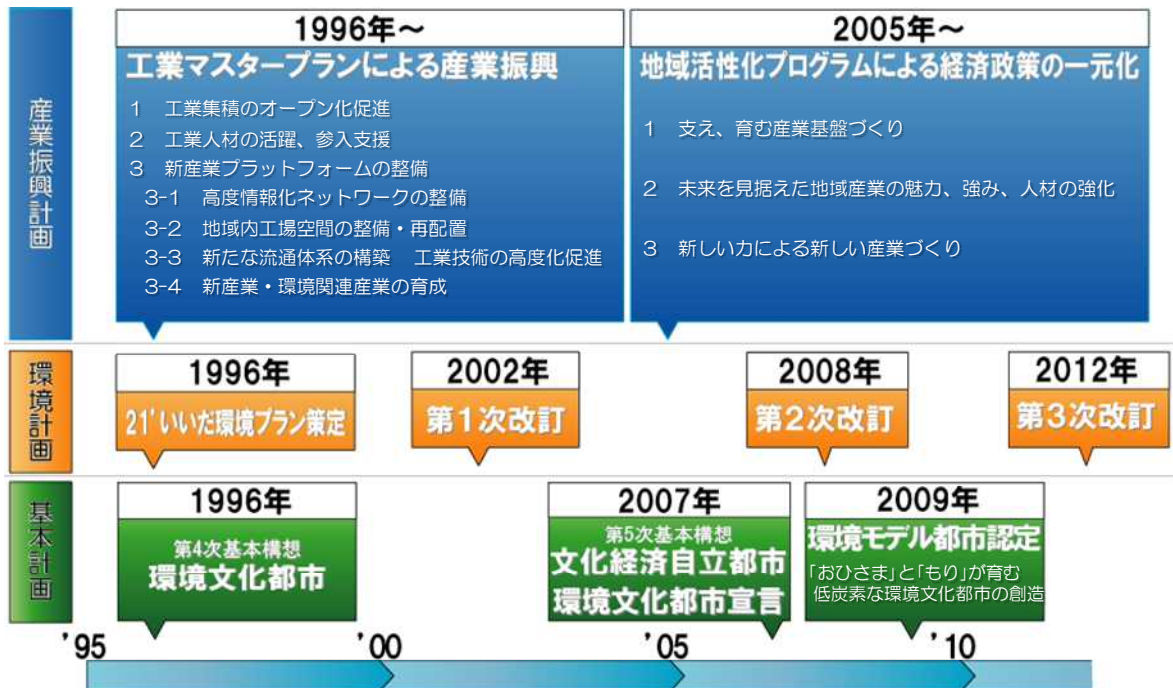 産業振興計画
1996年～
工業マスタープランによる産業振興
1 工業集積のオープン化促進
2 工業人材の活躍、参入支援
3 新産業プラットフォームの整備
3-1 高度情報化ネットワークの整備
3-2 地域内工場空間の整備・再配置
3-3 新たな流通体系の構築 工業技術の高度化促進
3-4 新産業・環境関連産業の育成
2005年～
地域活性化プログラムによる経済政策の一元化
1 支え、育む産業基盤づくり
2 未来を見据えた地域産業の魅力、強み、人材の強化
3 新しい力による新しい産業づくり
環境計画
1996年
21'いいだ環境プラン策定
2002年
第1次改訂
2008年
第2次改訂
2012年
第3次改訂
基本計画
1996年
第4次基本構想
環境文化都市
2007年
第5次基本構想
文化経済自立都市
環境文化都市宣言
2009年
環境モデル都市認定
「おひさま」と「もり」が育む
低炭素な環境文化都市の創造
'95
'00
'05
'10